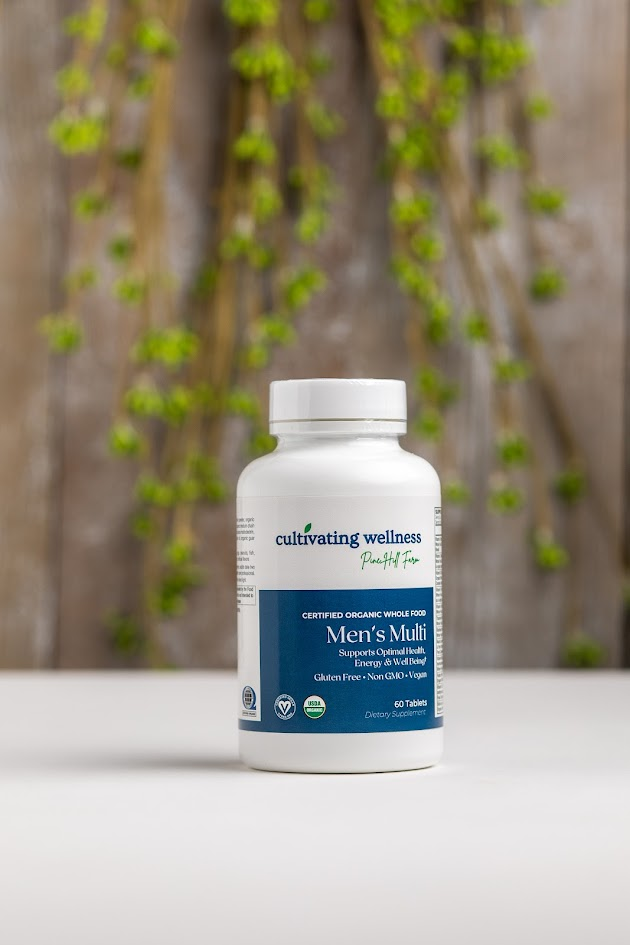 cultivating wellness
Pine Hill Farm
CERTIFIED ORGANIC WHOLE FOOD
Men's Multi
Supports Optimal Health,
Energy & Well Being†
Gluten Free • Non GMO • Vegan
USDA
ORGANIC
60 Tablets
Dietary Supplement